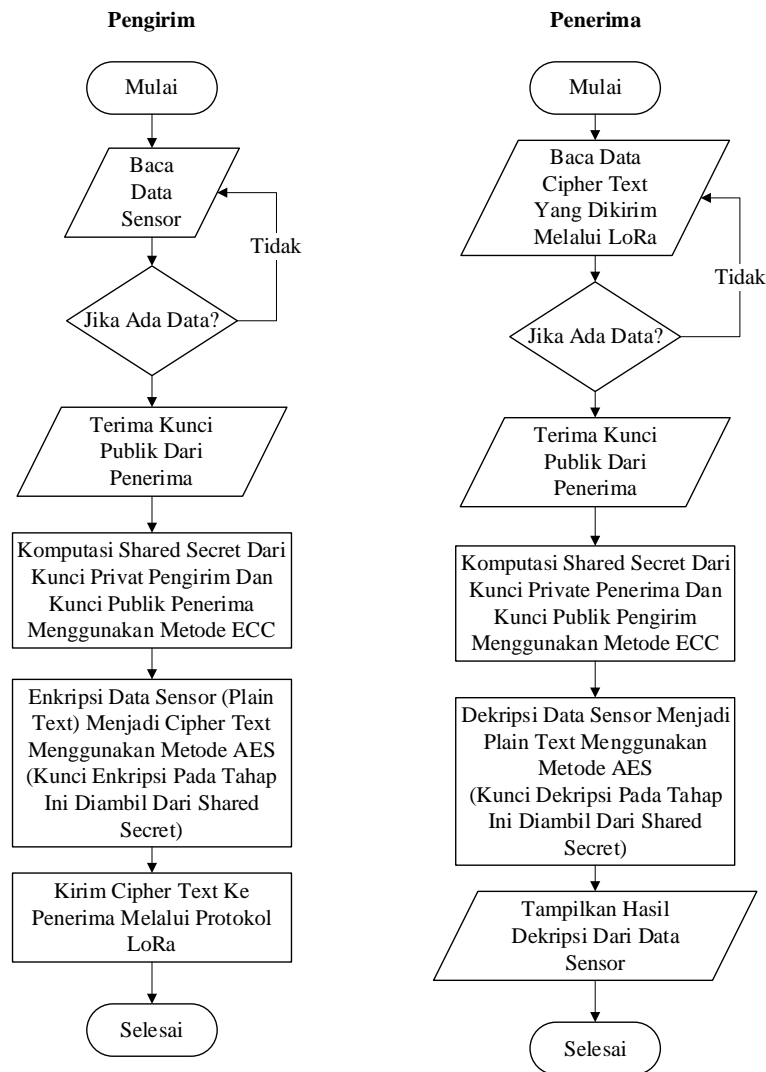 Pengirim
Mulai
Baca
Data
Sensor
Tidak
Jika Ada Data?
Terima Kunci
Publik Dari
Penerima
Komputasi Shared Secret Dari
Kunci Privat Pengirim Dan
Kunci Publik Penerima
Menggunakan Metode ECC
Enkripsi Data Sensor (Plain
Text) Menjadi Cipher Text
Menggunakan Metode AES
(Kunci Enkripsi Pada Tahap
Ini Diambil Dari Shared
Secret)
Kirim Cipher Text Ke
Penerima Melalui Protokol
LoRa
Selesai
Penerima
Mulai
Baca Data
Cipher Text
Yang Dikirim
Melalui LoRa
Tidak
Jika Ada Data?
Terima Kunci
Publik Dari
Penerima
Komputasi Shared Secret Dari
Kunci Private Penerima Dan
Kunci Publik Pengirim
Menggunakan Metode ECC
Dekripsi Data Sensor Menjadi
Plain Text Menggunakan
Metode AES
(Kunci Dekripsi Pada Tahap
Ini Diambil Dari Shared
Secret)
Tampilkan Hasil
Dekripsi Dari Data
Sensor
Selesai